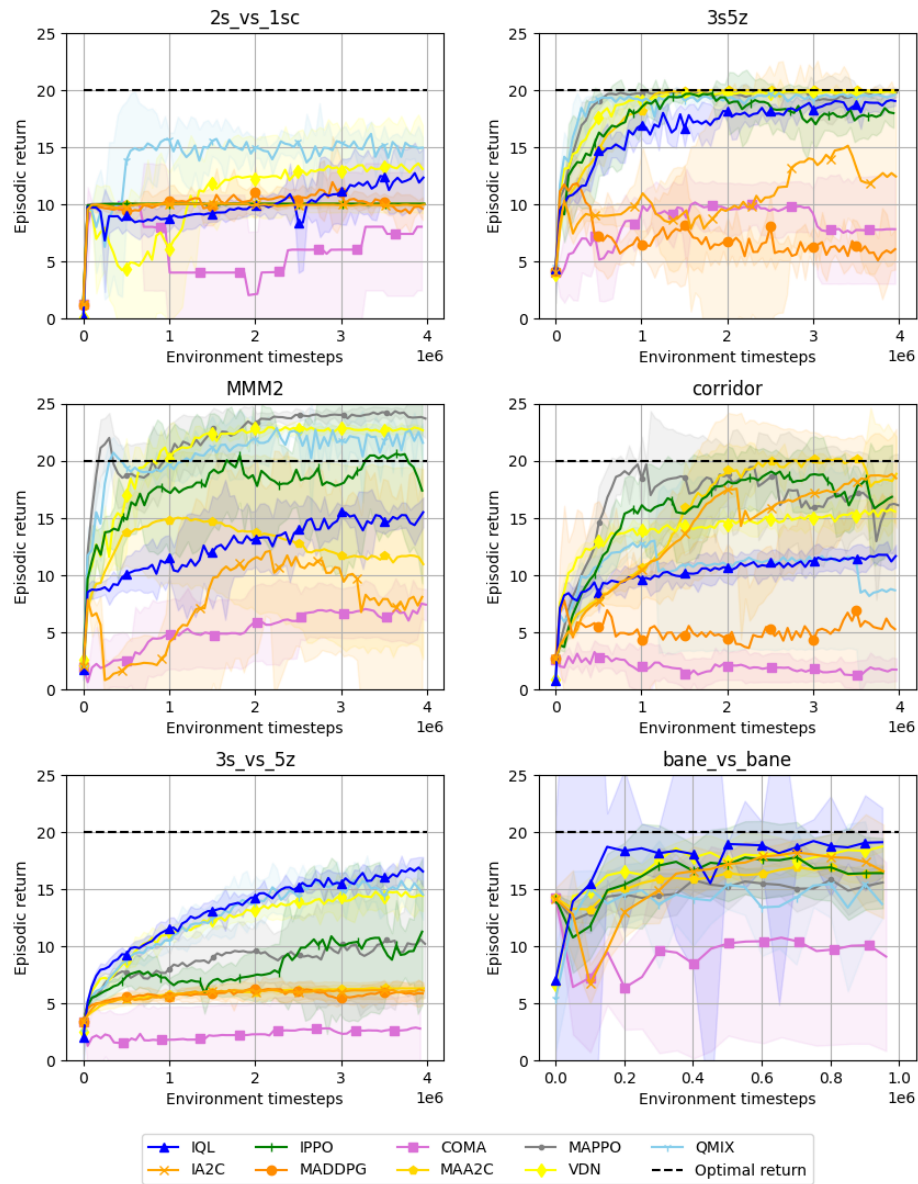 2s_vs_1sc
3s5z
25
20
15
10
5
0
Episodic return
0
1
2
3
4
1e6
Environment timesteps
25
20
15
10
5
0
Episodic return
0
1
2
3
4
1e6
Environment timesteps
MMM2
corridor
25
20
15
10
5
0
Episodic return
0
1
2
3
4
1e6
Environment timesteps
25
20
15
10
5
0
Episodic return
0
1
2
3
4
1e6
Environment timesteps
3s_vs_5z
bane_vs_bane
25
20
15
10
5
0
Episodic return
0
1
2
3
4
1e6
Environment timesteps
25
20
15
10
5
0
Episodic return
0.0
0.2
0.4
0.6
0.8
1.0
1e6
Environment timesteps
IQL
IPPO
COMA
MAPPO
QMIX
IA2C
MADDPG
MAA2C
VDN
Optimal return